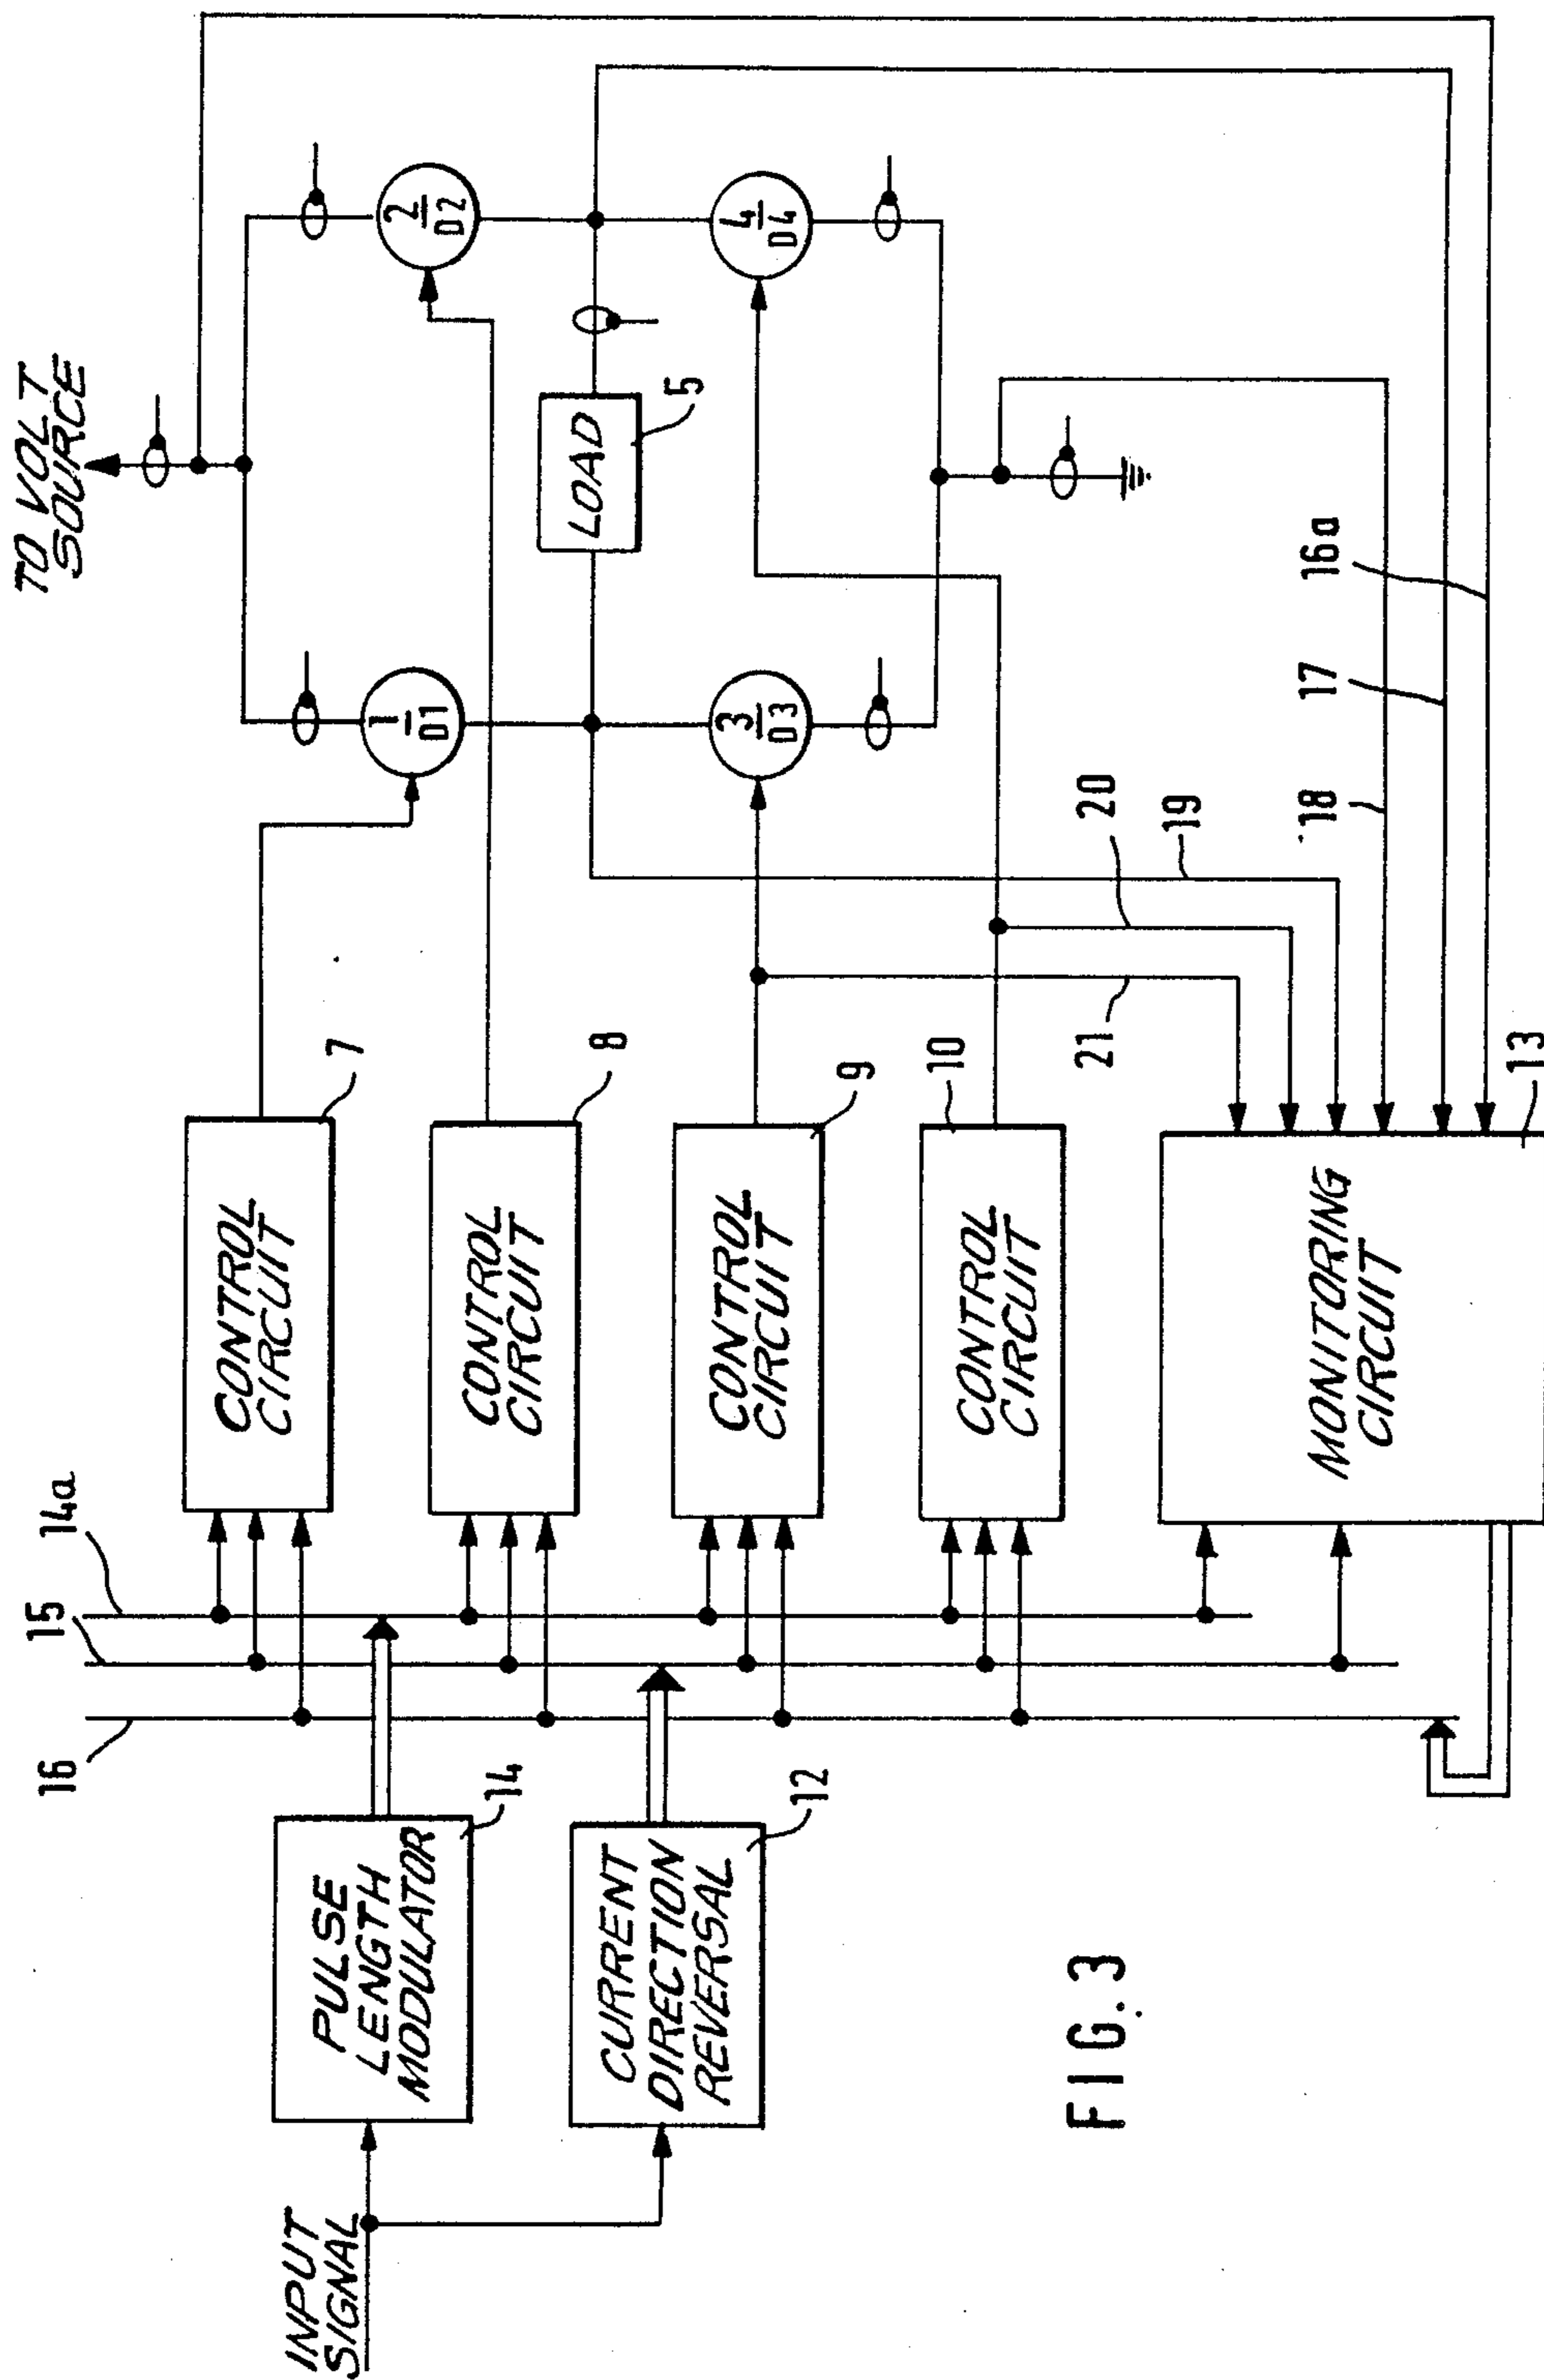 TO VOLT
SOURCE
1
D1
2
D2
LOAD
5
3
D3
4
D4
CONTROL
CIRCUIT
7
CONTROL
CIRCUIT
8
CONTROL
CIRCUIT
9
CONTROL
CIRCUIT
10
MONITORING
CIRCUIT
13
14a
15
16
PULSE
LENGTH
MODULATOR
14
CURRENT
DIRECTION
REVERSAL
12
INPUT
SIGNAL
21
20
19
18
17
16a
FIG. 3